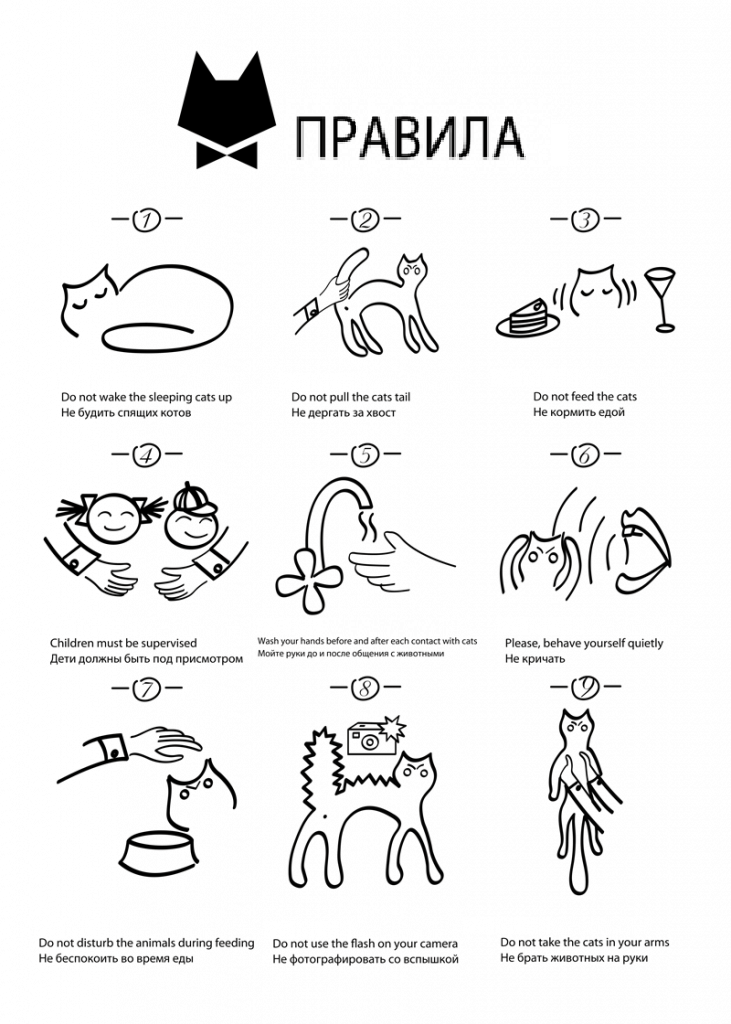 ПРАВИЛА
1
2
3
Do not wake the sleeping cats up
Не будить спящих котов
Do not pull the cats tail
Не дергать за хвост
Do not feed the cats
Не кормить едой
4
5
6
Children must be supervised
Дети должны быть под присмотром
Wash your hands before and after each contact with cats
Мойте руки до и после общения с животными
Please, behave yourself quietly
Не кричать
7
8
9
Do not disturb the animals during feeding
Не беспокоить во время еды
Do not use the flash on your camera
Не фотографировать со вспышкой
Do not take the cats in your arms
Не брать животных на руки